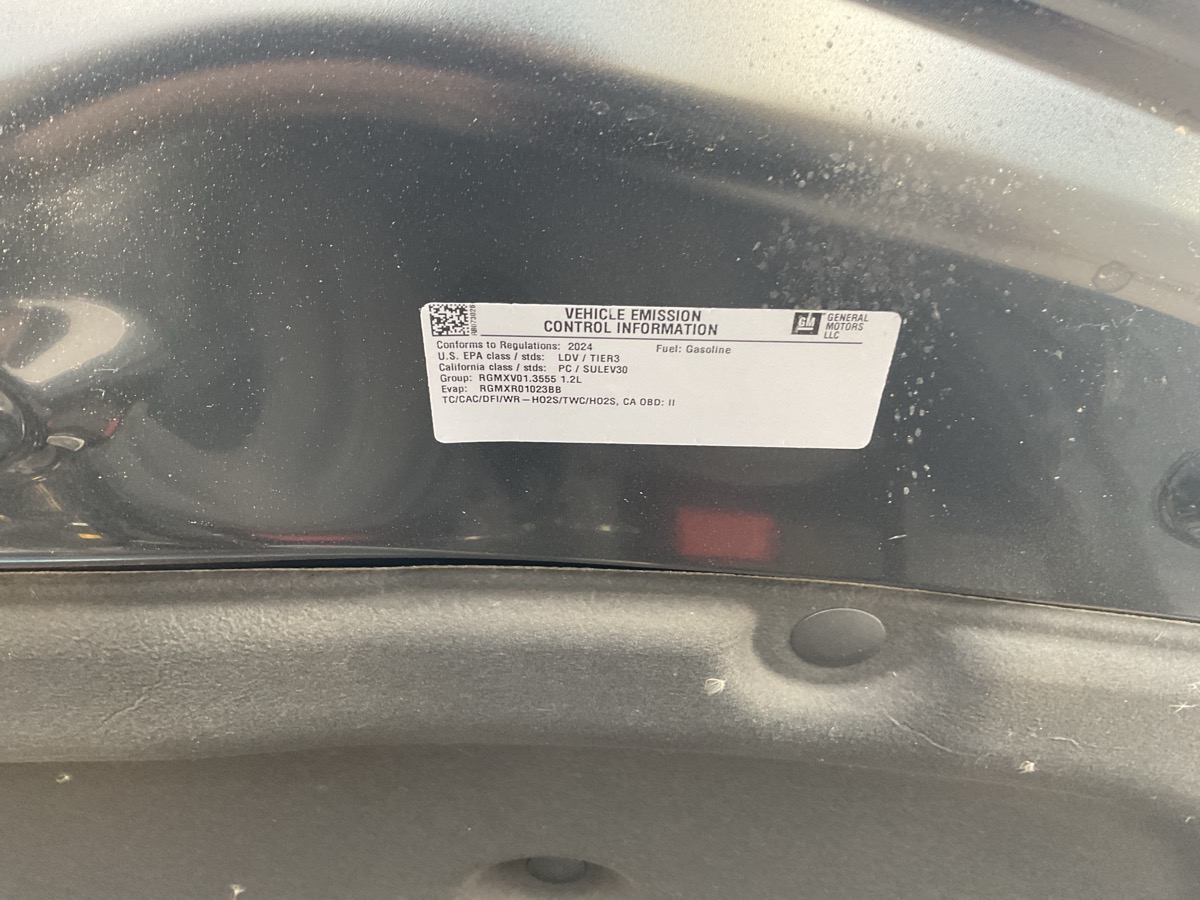 VEHICLE EMISSION
CONTROL INFORMATION
GM
GENERAL
MOTORS
LLC
Conforms to Regulations: 2024
Fuel: Gasoline
U.S. EPA class / stds: LDV / TIER3
California class / stds: PC / SULEV30
Group: RGMXV01.3555 1.2L
Evap: RGMXR01023BB
TC/CAC/DFI/WR-HO2S/TWC/HO2S, CA OBD: II